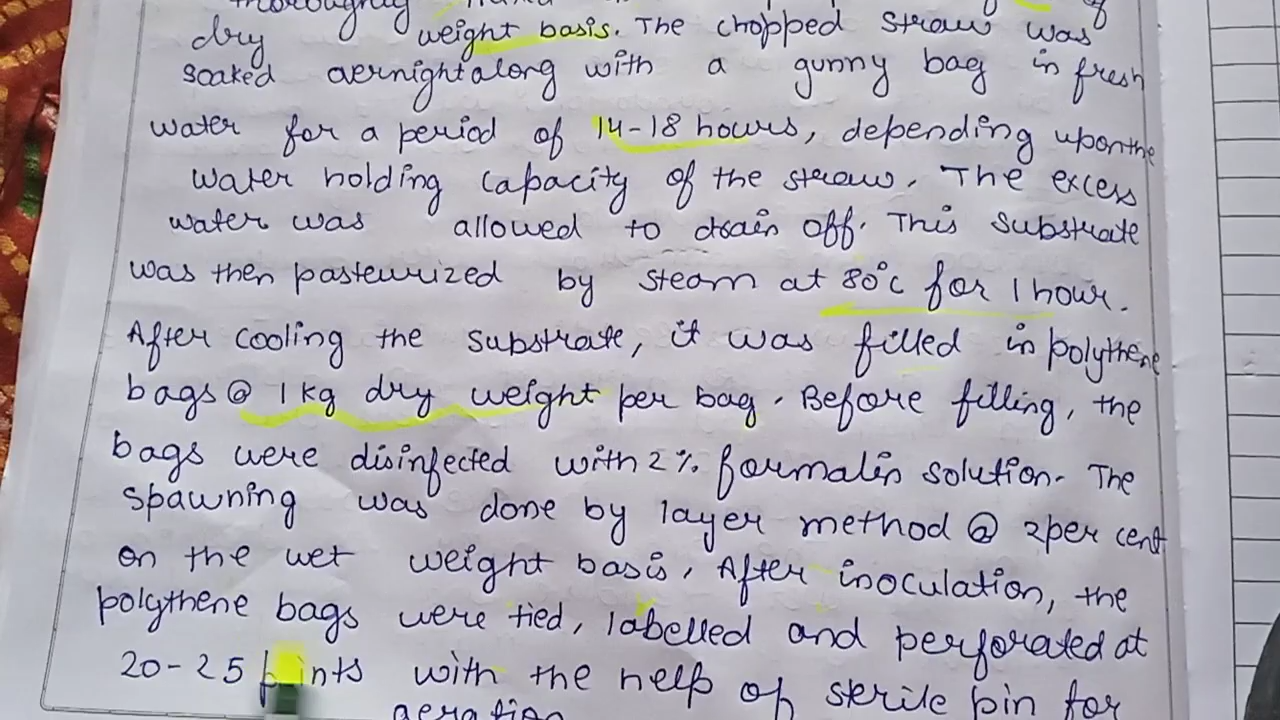 thoroughly
dry weight basis. The chopped straw was
soaked overnight along with a gunny bag in fresh
water for a period of 14-18 hours, depending upon the
water holding capacity of the straw. The excess
water was allowed to drain off. This substrate
was then pasteurized by steam at 80°C for 1 hour.
After cooling the substrate, it was filled in polythene
bags @ 1 kg dry weight per bag. Before filling, the
bags were disinfected with 2% formalin solution. The
spawning was done by layer method @ 2 per cent
on the wet weight basis. After inoculation, the
polythene bags were tied, labelled and perforated at
20-25 points with the help of sterile pin for
aeration